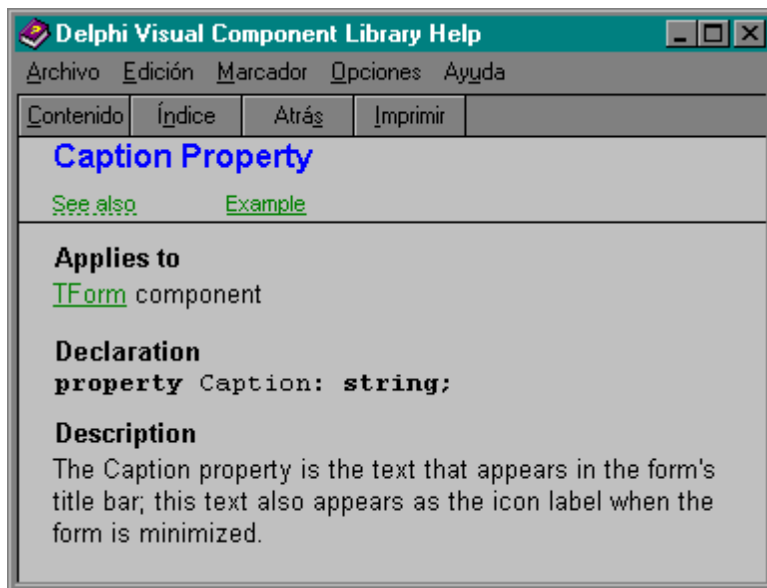 Delphi Visual Component Library Help
Archivo Edición Marcador Opciones Ayuda
Contenido Índice Atrás Imprimir
Caption Property
See also Example
Applies to
TForm component
Declaration
property Caption: string;
Description
The Caption property is the text that appears in the form's
title bar; this text also appears as the icon label when the
form is minimized.